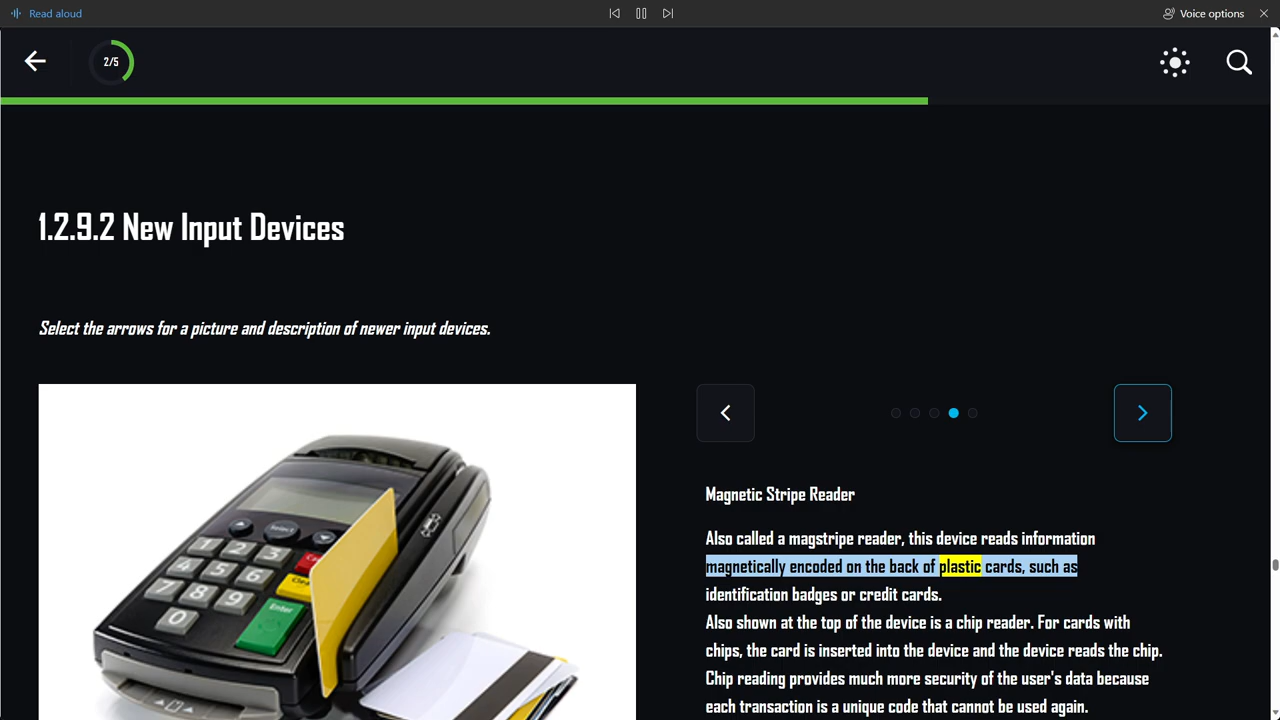 Read aloud
Voice options
2/5
1.2.9.2 New Input Devices
Select the arrows for a picture and description of newer input devices.
Select
1 2 3
4 5 6
7 8 9
0
Enter
Magnetic Stripe Reader
Also called a magstripe reader, this device reads information
magnetically encoded on the back of plastic cards, such as
identification badges or credit cards.
Also shown at the top of the device is a chip reader. For cards with
chips, the card is inserted into the device and the device reads the chip.
Chip reading provides much more security of the user's data because
each transaction is a unique code that cannot be used again.